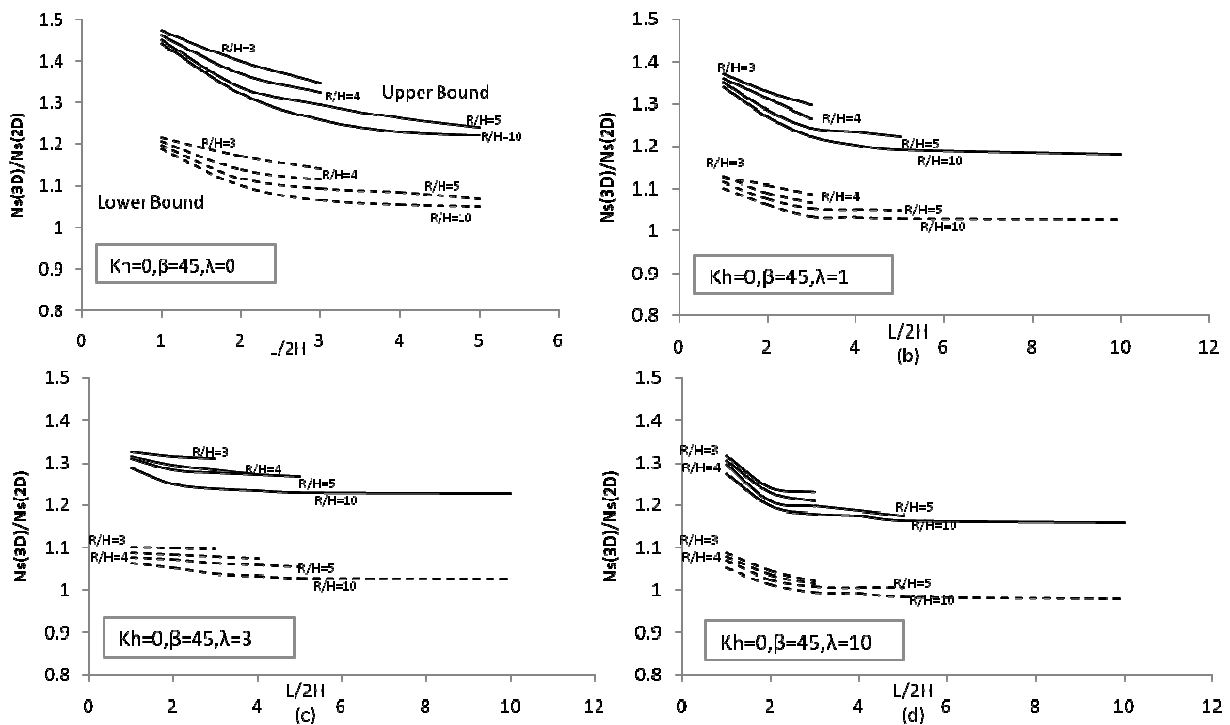 Ns(3D)/Ns(2D)
1.5
1.4
1.3
1.2
1.1
1
0.9
0.8
R/H=3
R/H=4
Upper Bound
R/H=5
R/H=10
R/H=3
R/H=4
R/H=5
R/H=10
Lower Bound
Kh=0,β=45,λ=0
0 1 2 3 4 5 6
L/2H
Ns(3D)/Ns(2D)
1.5
1.4
1.3
1.2
1.1
1
0.9
0.8
R/H=3
R/H=4
R/H=5
R/H=10
R/H=3
R/H=4
R/H=5
R/H=10
Kh=0,β=45,λ=1
0 2 4 6 8 10 12
L/2H
(b)
Ns(3D)/Ns(2D)
1.5
1.4
1.3
1.2
1.1
1
0.9
0.8
R/H=3
R/H=4
R/H=5
R/H=10
R/H=3
R/H=4
R/H=5
R/H=10
Kh=0,β=45,λ=3
0 2 4 6 8 10 12
L/2H
(c)
Ns(3D)/Ns(2D)
1.5
1.4
1.3
1.2
1.1
1
0.9
0.8
R/H=3
R/H=4
R/H=5
R/H=10
R/H=3
R/H=4
R/H=5
R/H=10
Kh=0,β=45,λ=10
0 2 4 6 8 10 12
L/2H
(d)